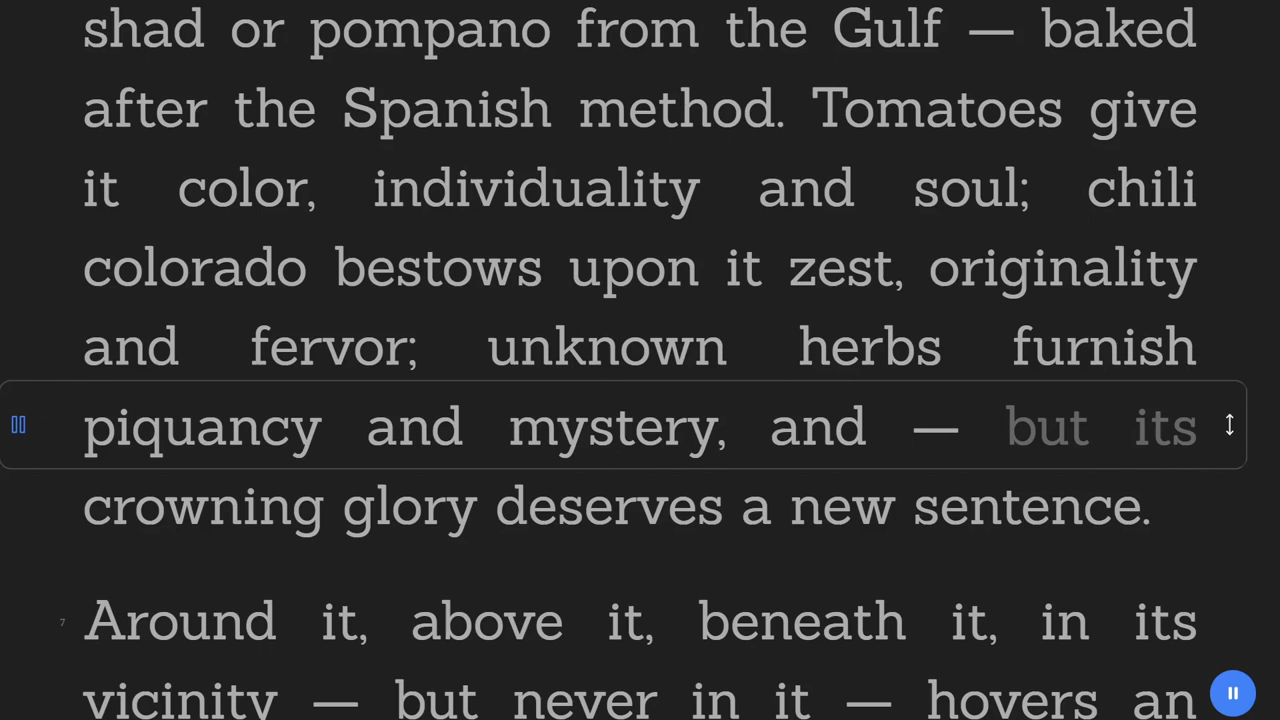 shad or pompano from the Gulf — baked
after the Spanish method. Tomatoes give
it color, individuality and soul; chili
colorado bestows upon it zest, originality
and fervor; unknown herbs furnish
piquancy and mystery, and — but its
crowning glory deserves a new sentence.
7 Around it, above it, beneath it, in its
vicinity — but never in it — hovers an